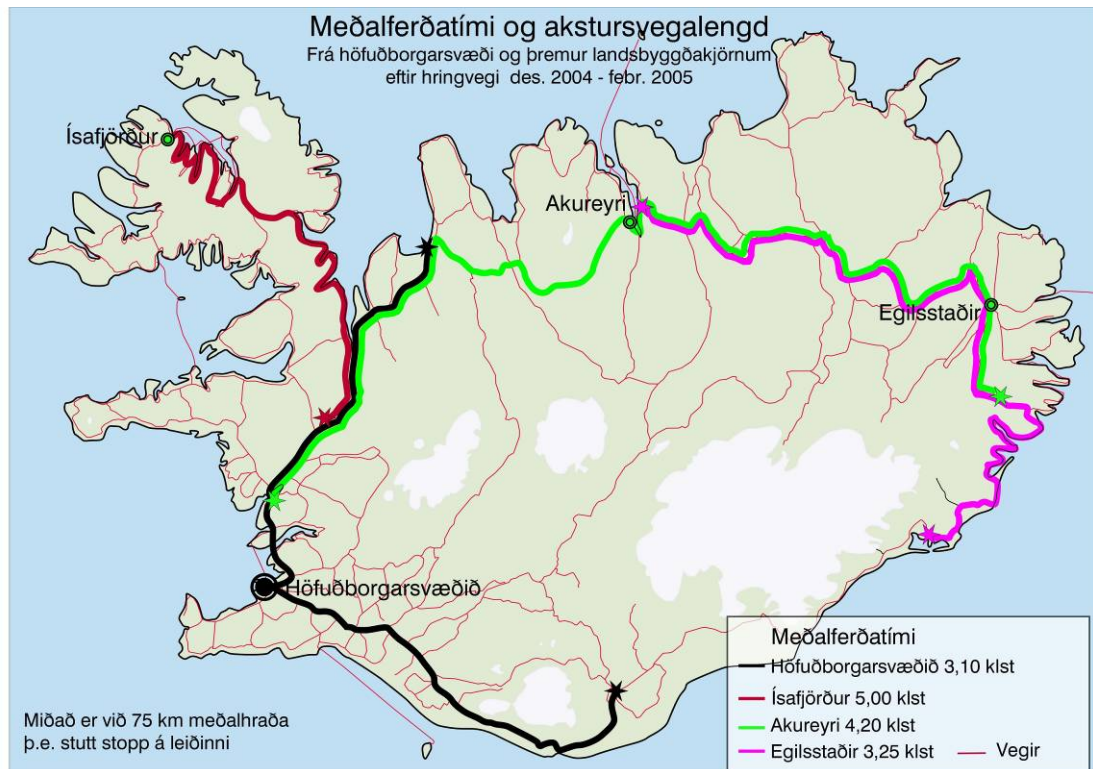 Meðalferðatími og akstursvegalengd
Frá höfuðborgarsvæði og þremur landsbyggðakjörnum
eftir hringvegi des. 2004 - febr. 2005
Ísafjörður
Akureyri
Egilsstaðir
Höfuðborgarsvæðið
Meðalferðatími
Höfuðborgarsvæðið 3,10 klst
Ísafjörður 5,00 klst
Akureyri 4,20 klst
Egilsstaðir 3,25 klst
Vegir
Miðað er við 75 km meðalhraða
þ.e. stutt stopp á leiðinni